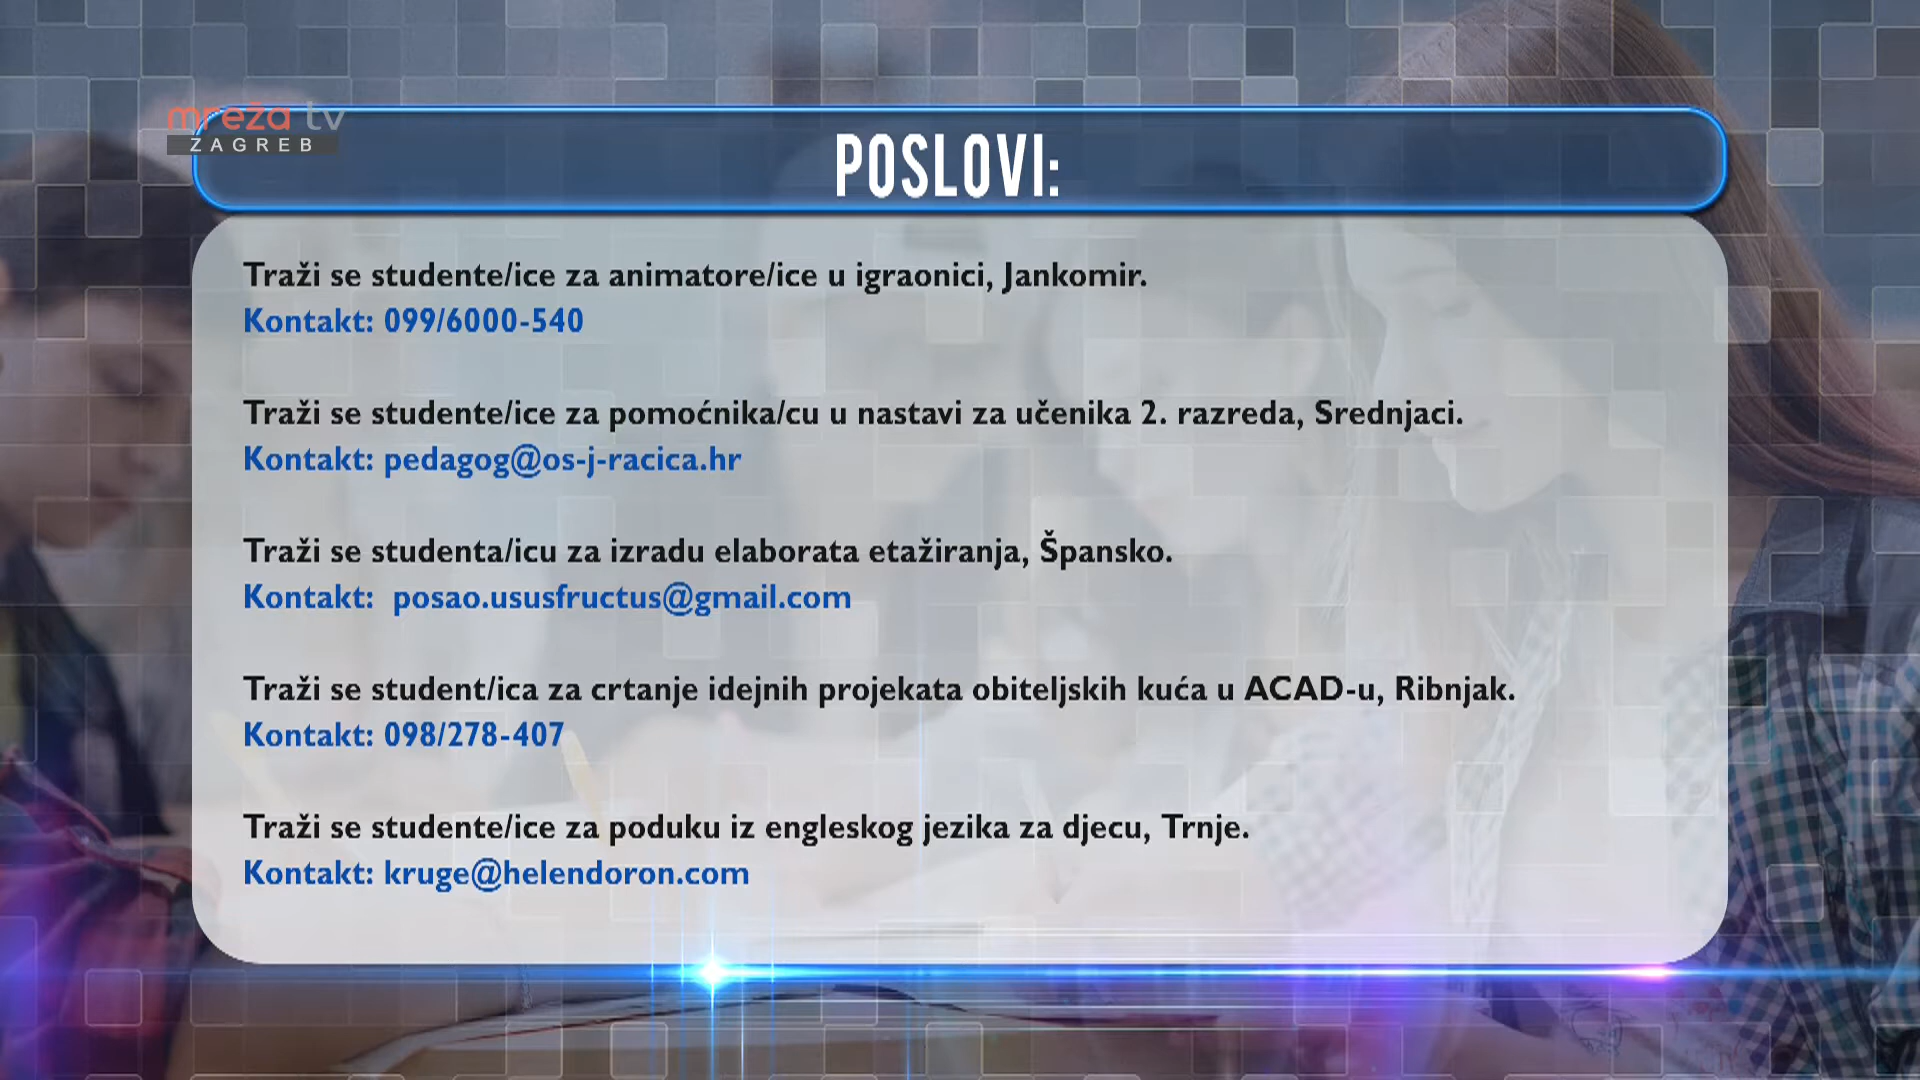 mreža tv
ZAGREB
POSLOVI:
Traži se studente/ice za animatore/ice u igraonici, Jankomir.
Kontakt: 099/6000-540
Traži se studente/ice za pomoćnika/cu u nastavi za učenika 2. razreda, Srednjaci.
Kontakt: pedagog@os-j-racica.hr
Traži se studenta/icu za izradu elaborata etažiranja, Špansko.
Kontakt:  posao.ususfructus@gmail.com
Traži se student/ica za crtanje idejnih projekata obiteljskih kuća u ACAD-u, Ribnjak.
Kontakt: 098/278-407
Traži se studente/ice za poduku iz engleskog jezika za djecu, Trnje.
Kontakt: kruge@helendoron.com